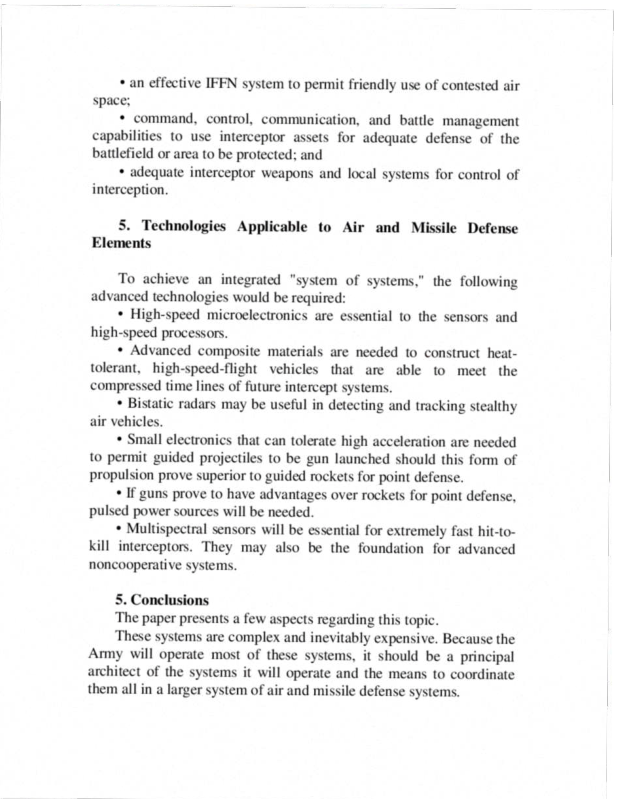 • an effective IFFN system to permit friendly use of contested air
space;
• command, control, communication, and battle management
capabilities to use interceptor assets for adequate defense of the
battlefield or area to be protected; and
• adequate interceptor weapons and local systems for control of
interception.
5. Technologies Applicable to Air and Missile Defense
Elements
To achieve an integrated "system of systems," the following
advanced technologies would be required:
• High-speed microelectronics are essential to the sensors and
high-speed processors.
• Advanced composite materials are needed to construct heat-
tolerant, high-speed-flight vehicles that are able to meet the
compressed time lines of future intercept systems.
• Bistatic radars may be useful in detecting and tracking stealthy
air vehicles.
• Small electronics that can tolerate high acceleration are needed
to permit guided projectiles to be gun launched should this form of
propulsion prove superior to guided rockets for point defense.
• If guns prove to have advantages over rockets for point defense,
pulsed power sources will be needed.
• Multispectral sensors will be essential for extremely fast hit-to-
kill interceptors. They may also be the foundation for advanced
noncooperative systems.
5. Conclusions
The paper presents a few aspects regarding this topic.
These systems are complex and inevitably expensive. Because the
Army will operate most of these systems, it should be a principal
architect of the systems it will operate and the means to coordinate
them all in a larger system of air and missile defense systems.